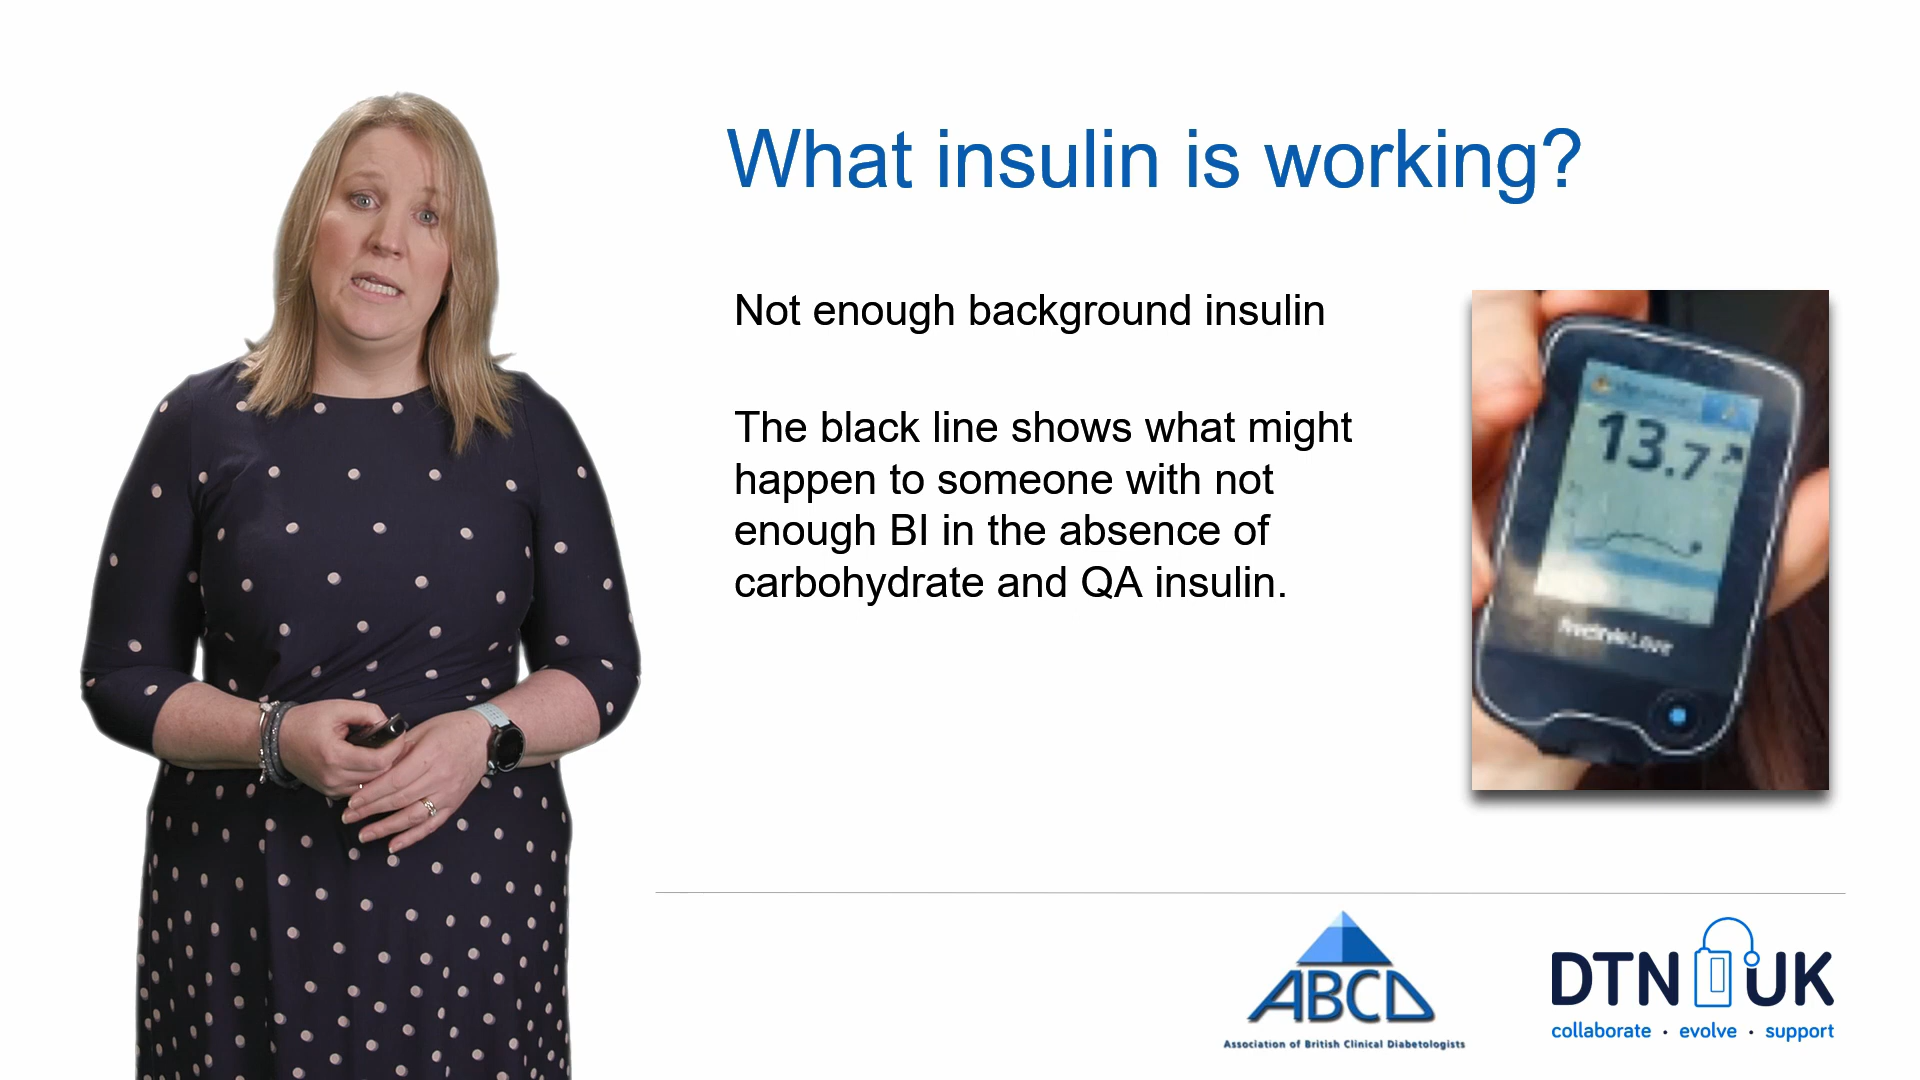 What insulin is working?
Not enough background insulin
The black line shows what might
happen to someone with not
enough BI in the absence of
carbohydrate and QA insulin.
13.7
FreeStyle Libre
ABCD
Association of British Clinical Diabetologists
DTN UK
collaborate · evolve · support